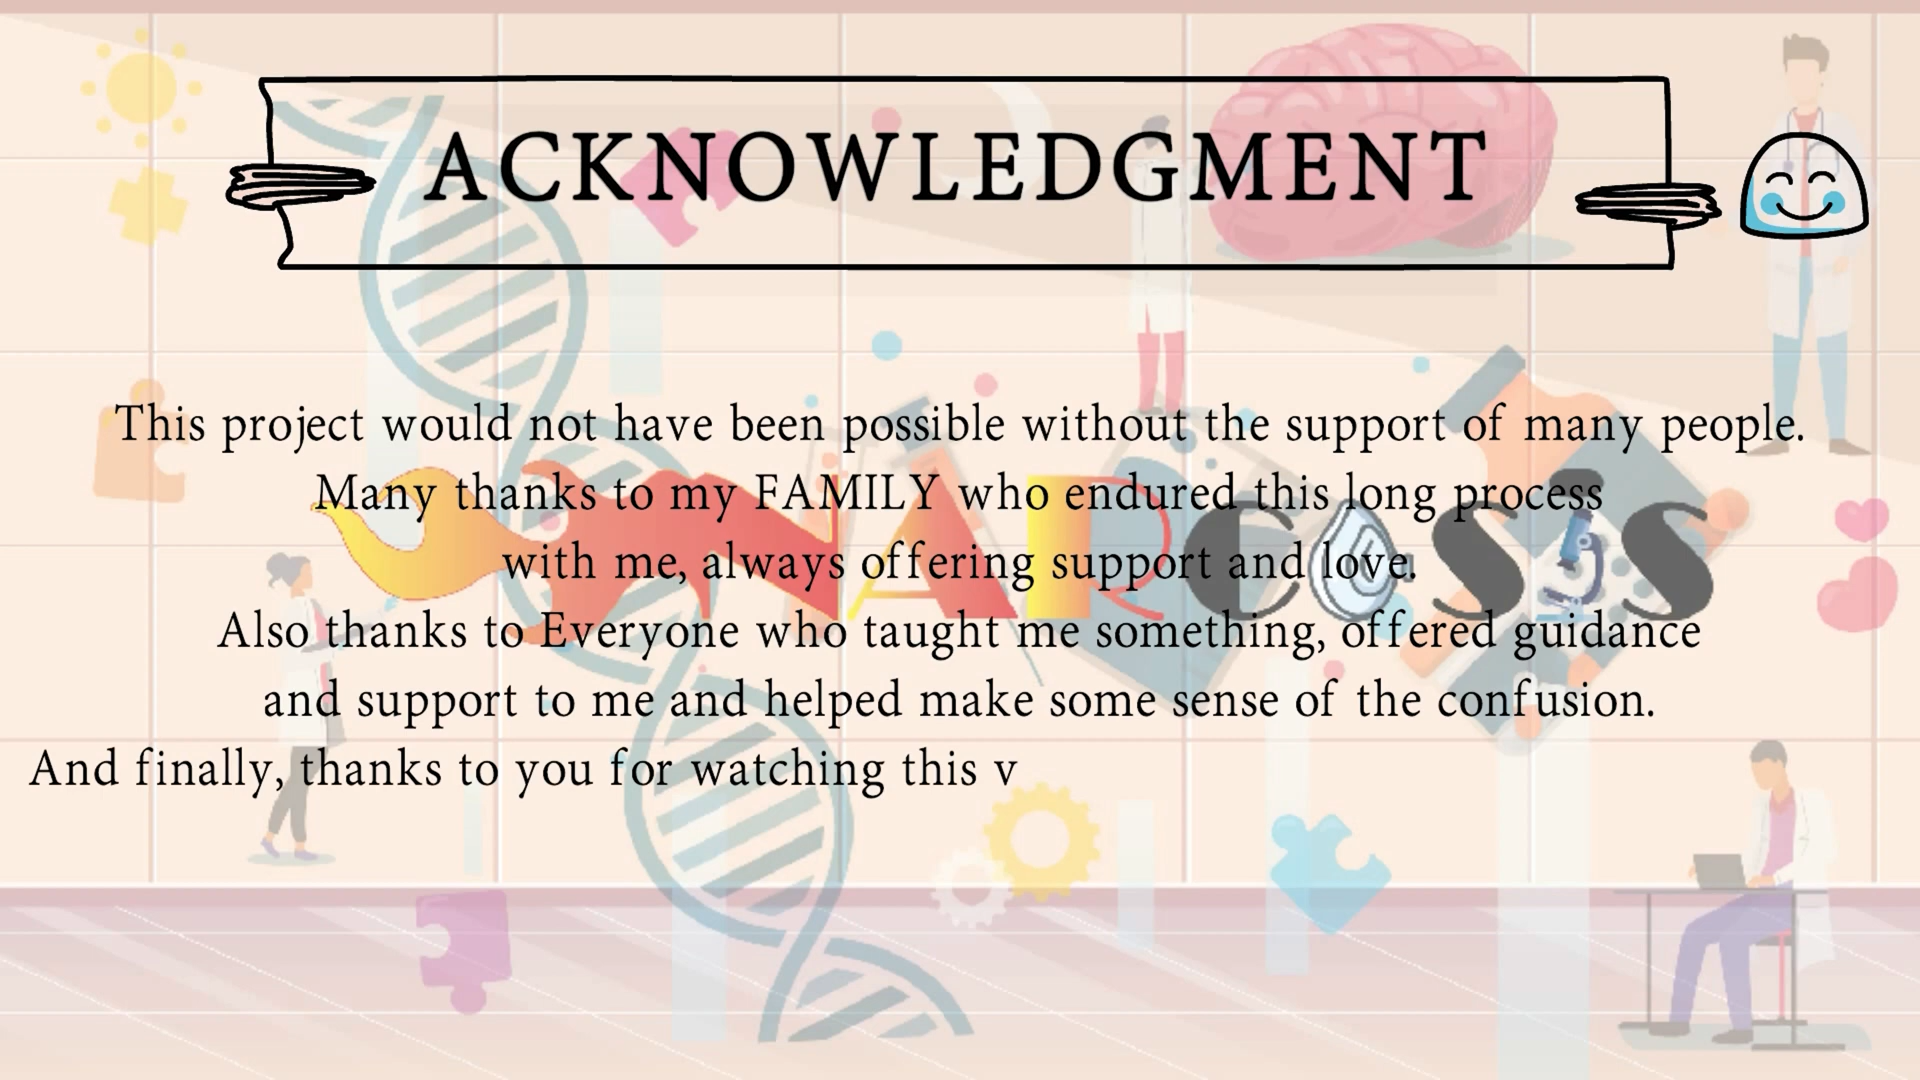 ACKNOWLEDGMENT
This project would not have been possible without the support of many people.
Many thanks to my FAMILY who endured this long process
with me, always offering support and love.
NARCOSIS
Also thanks to Everyone who taught me something, offered guidance
and support to me and helped make some sense of the confusion.
And finally, thanks to you for watching this v